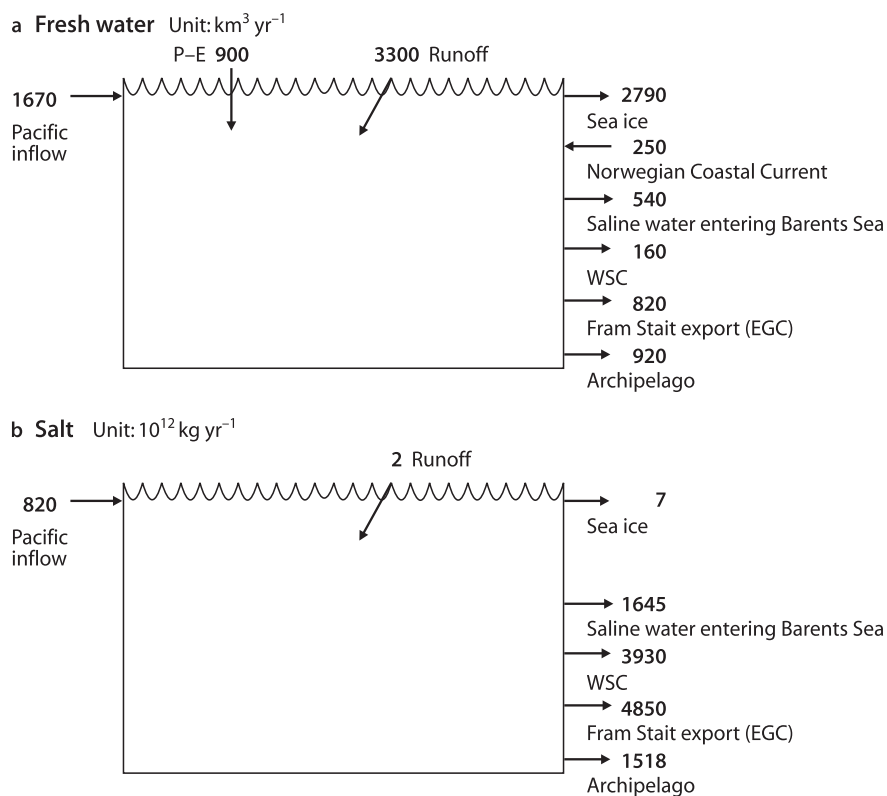 a Fresh water Unit: km³ yr⁻¹
P–E 900 3300 Runoff
1670
Pacific
inflow
2790
Sea ice
250
Norwegian Coastal Current
540
Saline water entering Barents Sea
160
WSC
820
Fram Stait export (EGC)
920
Archipelago
b Salt Unit: 10¹² kg yr⁻¹
2 Runoff
820
Pacific
inflow
7
Sea ice
1645
Saline water entering Barents Sea
3930
WSC
4850
Fram Stait export (EGC)
1518
Archipelago